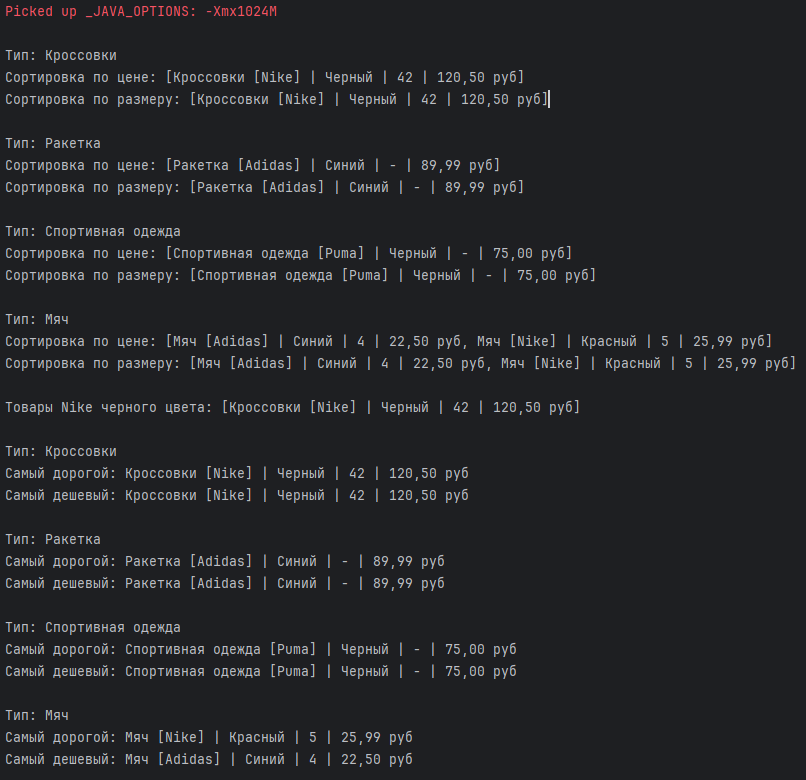 Picked up _JAVA_OPTIONS: -Xmx1024M
Тип: Кроссовки
Сортировка по цене: [Кроссовки [Nike] | Черный | 42 | 120,50 руб]
Сортировка по размеру: [Кроссовки [Nike] | Черный | 42 | 120,50 руб]
Тип: Ракетка
Сортировка по цене: [Ракетка [Adidas] | Синий | - | 89,99 руб]
Сортировка по размеру: [Ракетка [Adidas] | Синий | - | 89,99 руб]
Тип: Спортивная одежда
Сортировка по цене: [Спортивная одежда [Puma] | Черный | - | 75,00 руб]
Сортировка по размеру: [Спортивная одежда [Puma] | Черный | - | 75,00 руб]
Тип: Мяч
Сортировка по цене: [Мяч [Adidas] | Синий | 4 | 22,50 руб, Мяч [Nike] | Красный | 5 | 25,99 руб]
Сортировка по размеру: [Мяч [Adidas] | Синий | 4 | 22,50 руб, Мяч [Nike] | Красный | 5 | 25,99 руб]
Товары Nike черного цвета: [Кроссовки [Nike] | Черный | 42 | 120,50 руб]
Тип: Кроссовки
Самый дорогой: Кроссовки [Nike] | Черный | 42 | 120,50 руб
Самый дешевый: Кроссовки [Nike] | Черный | 42 | 120,50 руб
Тип: Ракетка
Самый дорогой: Ракетка [Adidas] | Синий | - | 89,99 руб
Самый дешевый: Ракетка [Adidas] | Синий | - | 89,99 руб
Тип: Спортивная одежда
Самый дорогой: Спортивная одежда [Puma] | Черный | - | 75,00 руб
Самый дешевый: Спортивная одежда [Puma] | Черный | - | 75,00 руб
Тип: Мяч
Самый дорогой: Мяч [Nike] | Красный | 5 | 25,99 руб
Самый дешевый: Мяч [Adidas] | Синий | 4 | 22,50 руб